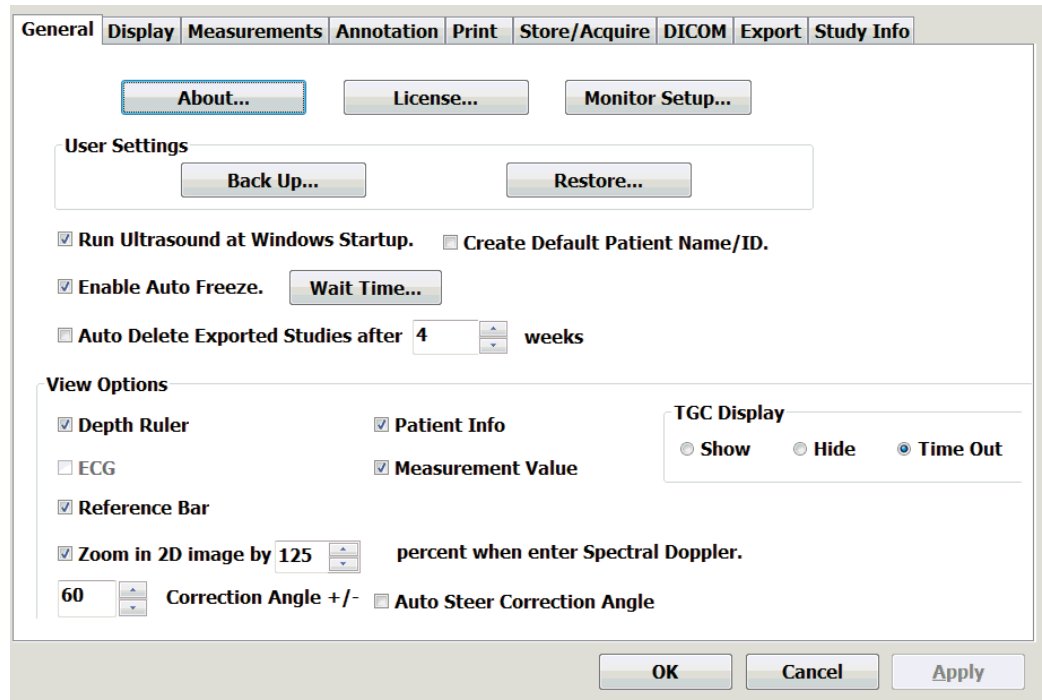 General Display Measurements Annotation Print Store/Acquire DICOM Export Study Info
About... License... Monitor Setup...
User Settings
Back Up... Restore...
Run Ultrasound at Windows Startup. Create Default Patient Name/ID.
Enable Auto Freeze. Wait Time...
Auto Delete Exported Studies after 4 weeks
View Options
Depth Ruler Patient Info
TGC Display
Show Hide Time Out
ECG Measurement Value
Reference Bar
Zoom in 2D image by 125 percent when enter Spectral Doppler.
60 Correction Angle +/- Auto Steer Correction Angle
OK Cancel Apply